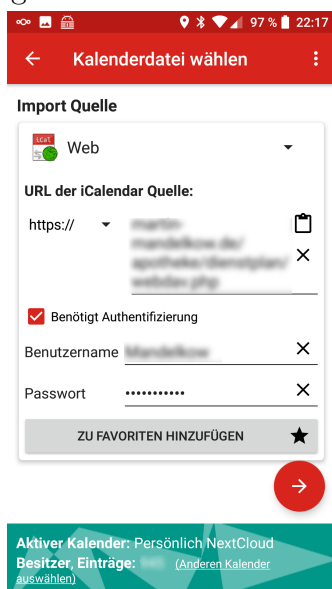 97 % 22:17
Kalenderdatei wählen
Import Quelle
iCal
Web
URL der iCalendar Quelle:
https://
Benötigt Authentifizierung
Benutzername
Passwort •••••••••••
ZU FAVORITEN HINZUFÜGEN
Aktiver Kalender: Persönlich NextCloud
Besitzer, Einträge: (Anderen Kalender
auswählen)